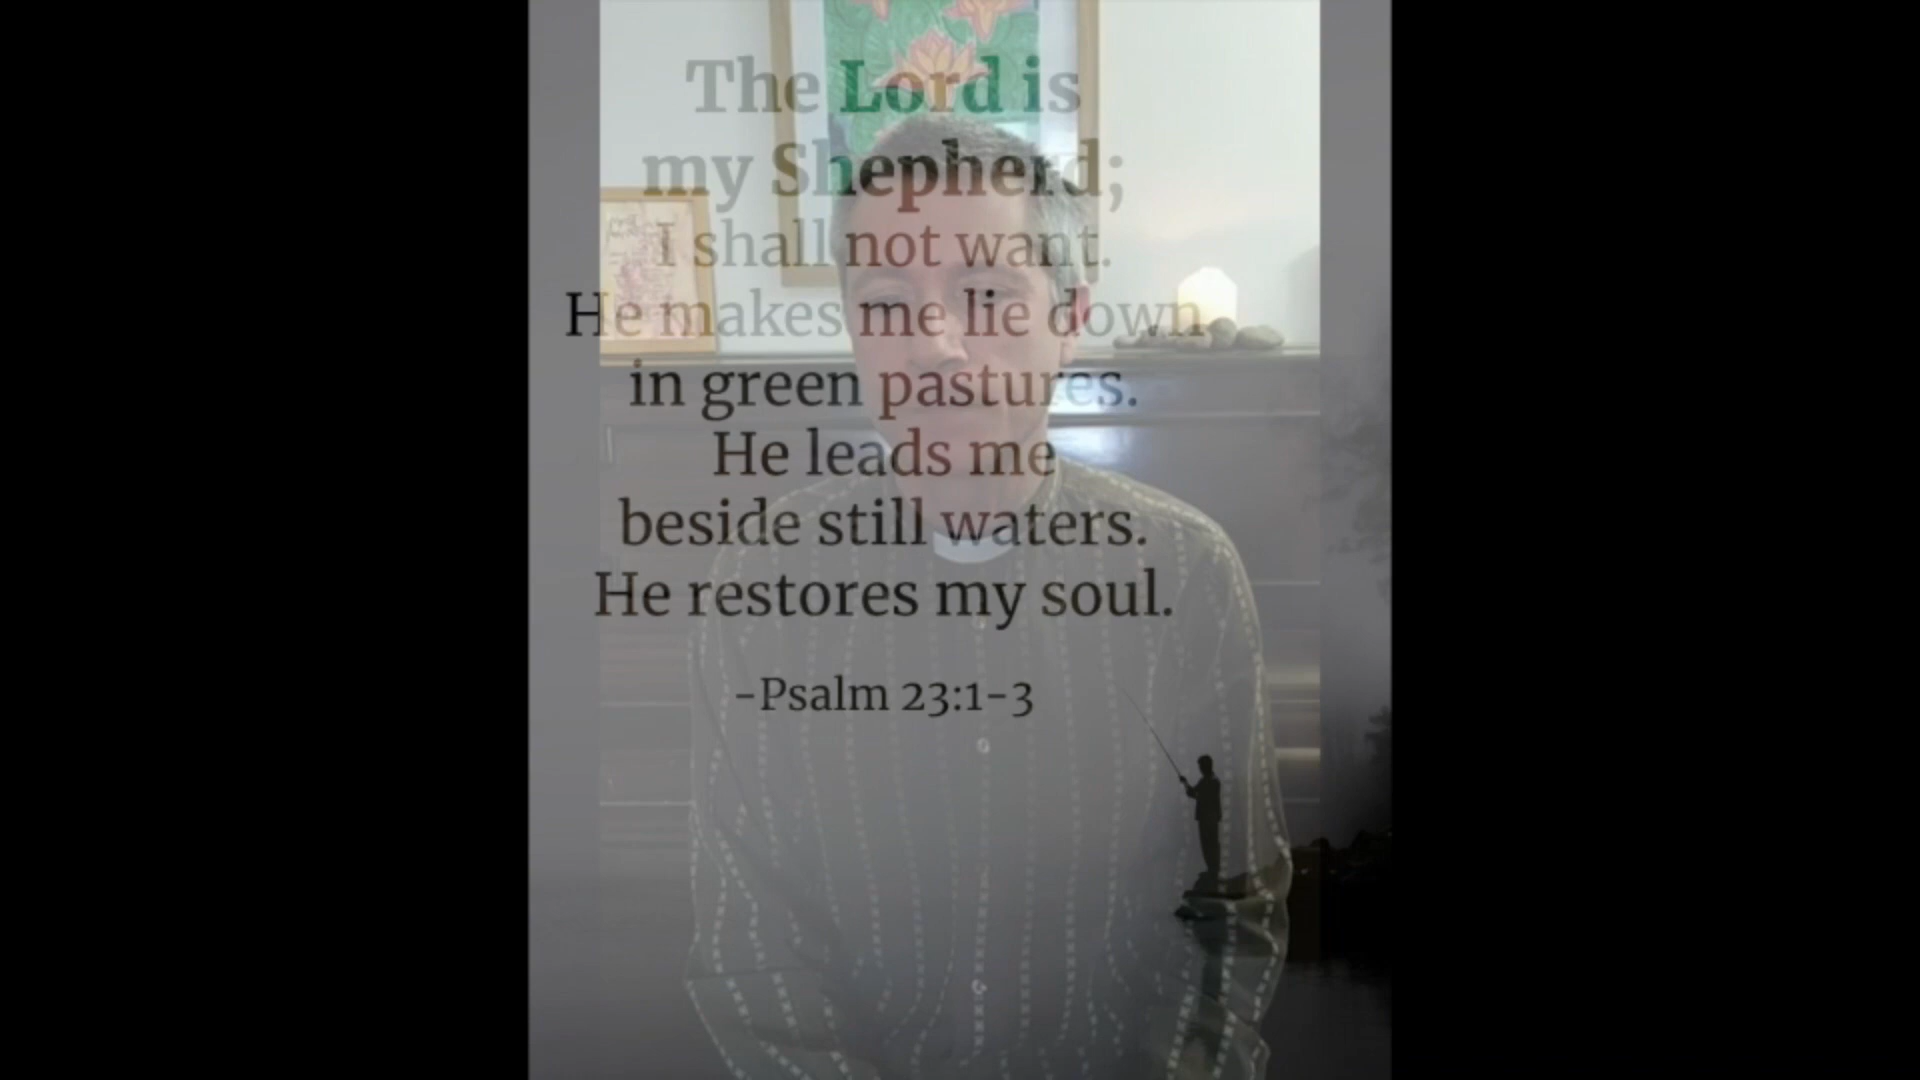 The Lord is
my Shepherd;
I shall not want.
He makes me lie down
in green pastures.
He leads me
beside still waters.
He restores my soul.
-Psalm 23:1-3